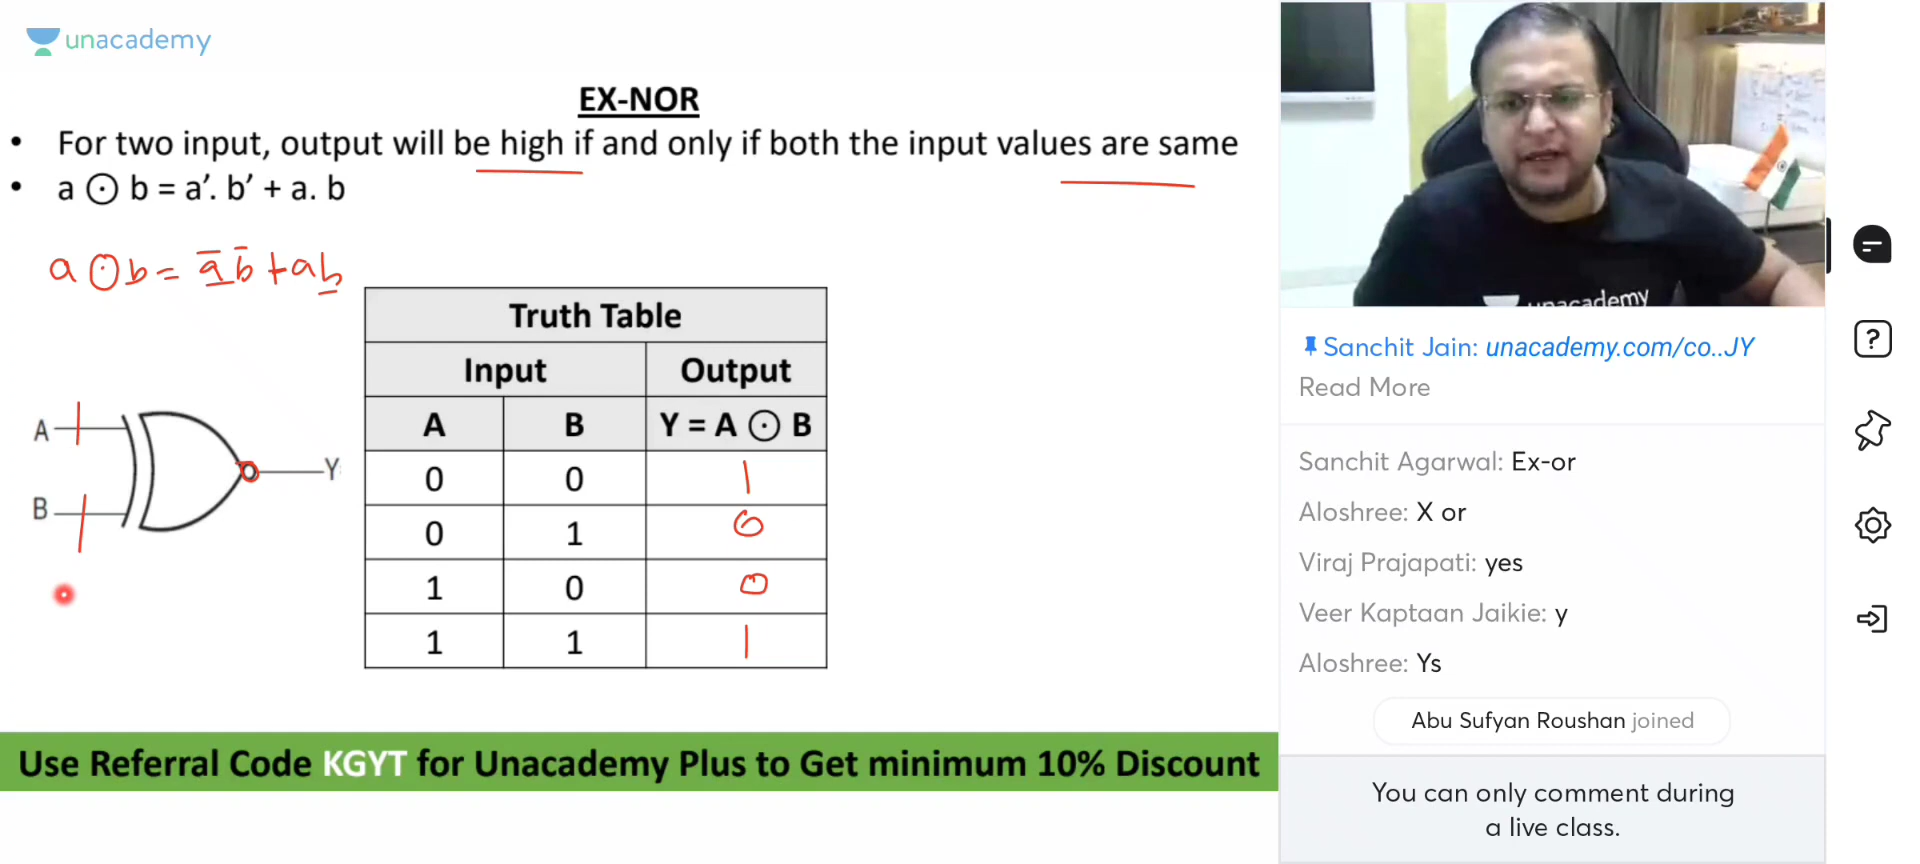 unacademy
EX-NOR
• For two input, output will be high if and only if both the input values are same
• a ⊙ b = a′. b′ + a. b
a ⊙ b = a̅ b̅ + ab
Truth Table
Input Output
A B Y = A ⊙ B
0 0 1
0 1 0
1 0 0
1 1 1
A
B
Y
Use Referral Code KGYT for Unacademy Plus to Get minimum 10% Discount
unacademy
Sanchit Jain: unacademy.com/co..JY
Read More
Sanchit Agarwal: Ex-or
Aloshree: X or
Viraj Prajapati: yes
Veer Kaptaan Jaikie: y
Aloshree: Ys
Abu Sufyan Roushan joined
You can only comment during
a live class.
?